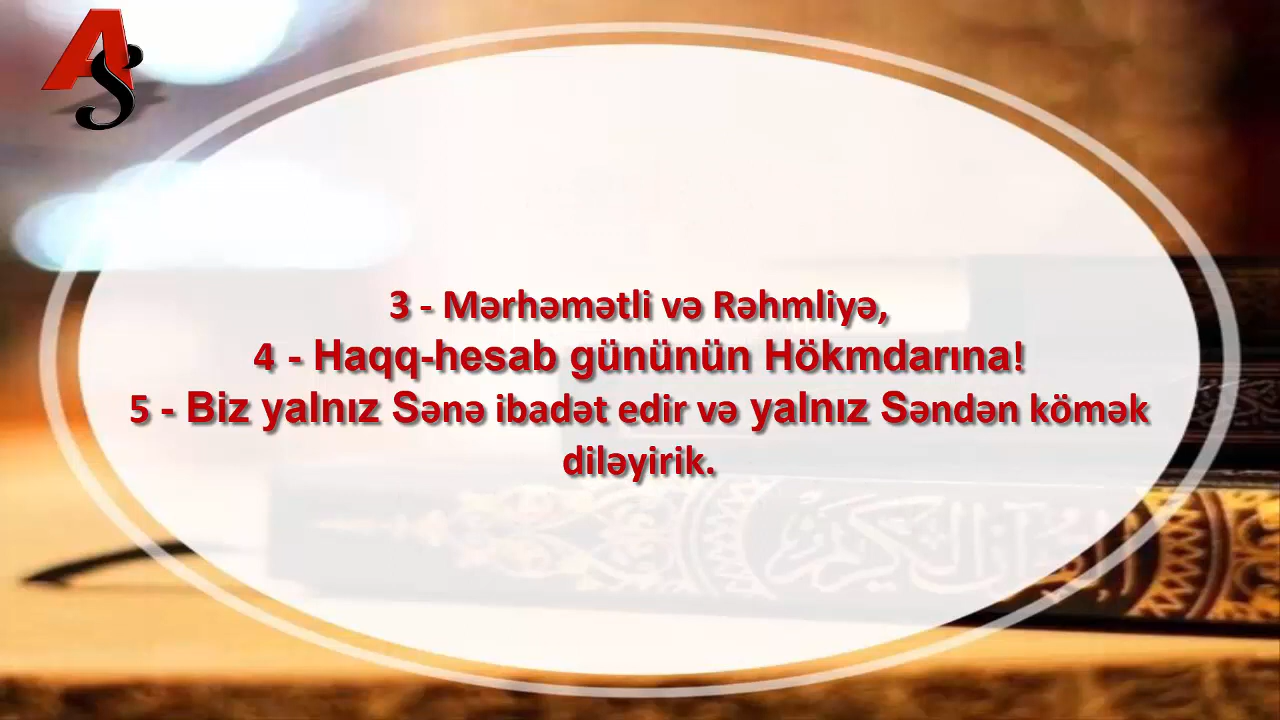 AS
3 - Mərhəmətli və Rəhmliyə,
4 - Haqq-hesab gününün Hökmdarına!
5 - Biz yalnız Sənə ibadət edir və yalnız Səndən kömək
diləyirik.